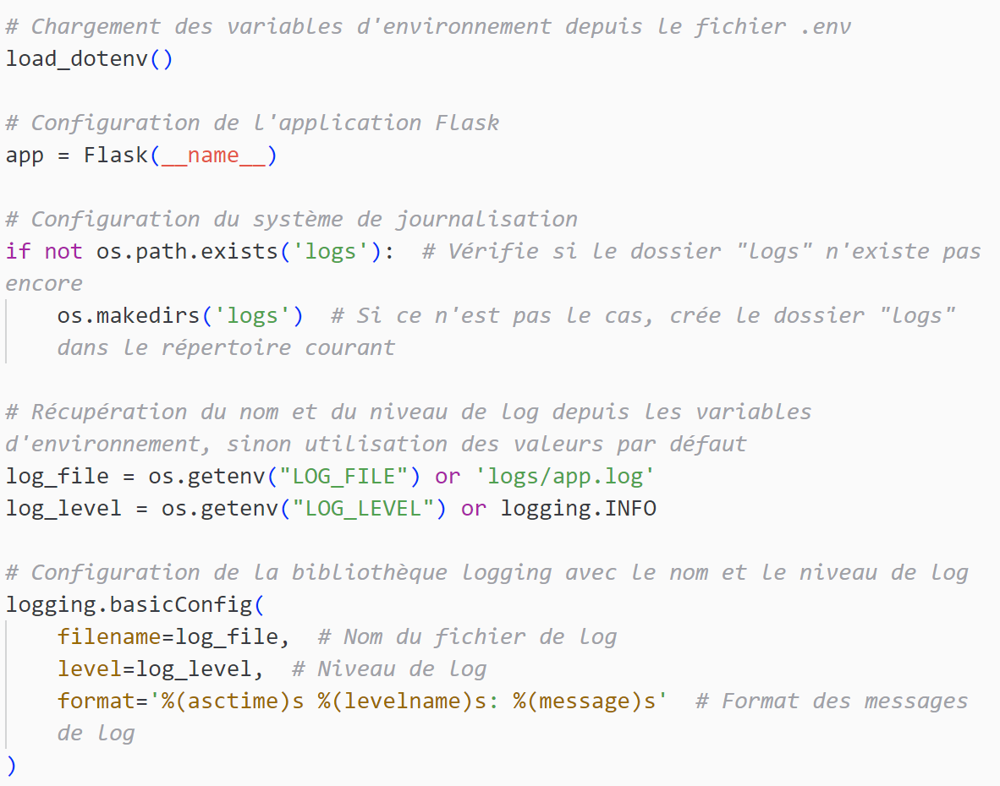 # Chargement des variables d'environnement depuis le fichier .env
load_dotenv()
# Configuration de l'application Flask
app = Flask(__name__)
# Configuration du système de journalisation
if not os.path.exists('logs'):  # Vérifie si le dossier "logs" n'existe pas
encore
    os.makedirs('logs')  # Si ce n'est pas le cas, crée le dossier "logs"
    dans le répertoire courant
# Récupération du nom et du niveau de log depuis les variables
d'environnement, sinon utilisation des valeurs par défaut
log_file = os.getenv("LOG_FILE") or 'logs/app.log'
log_level = os.getenv("LOG_LEVEL") or logging.INFO
# Configuration de la bibliothèque logging avec le nom et le niveau de log
logging.basicConfig(
    filename=log_file,  # Nom du fichier de log
    level=log_level,  # Niveau de log
    format='%(asctime)s %(levelname)s: %(message)s'  # Format des messages
    de log
)